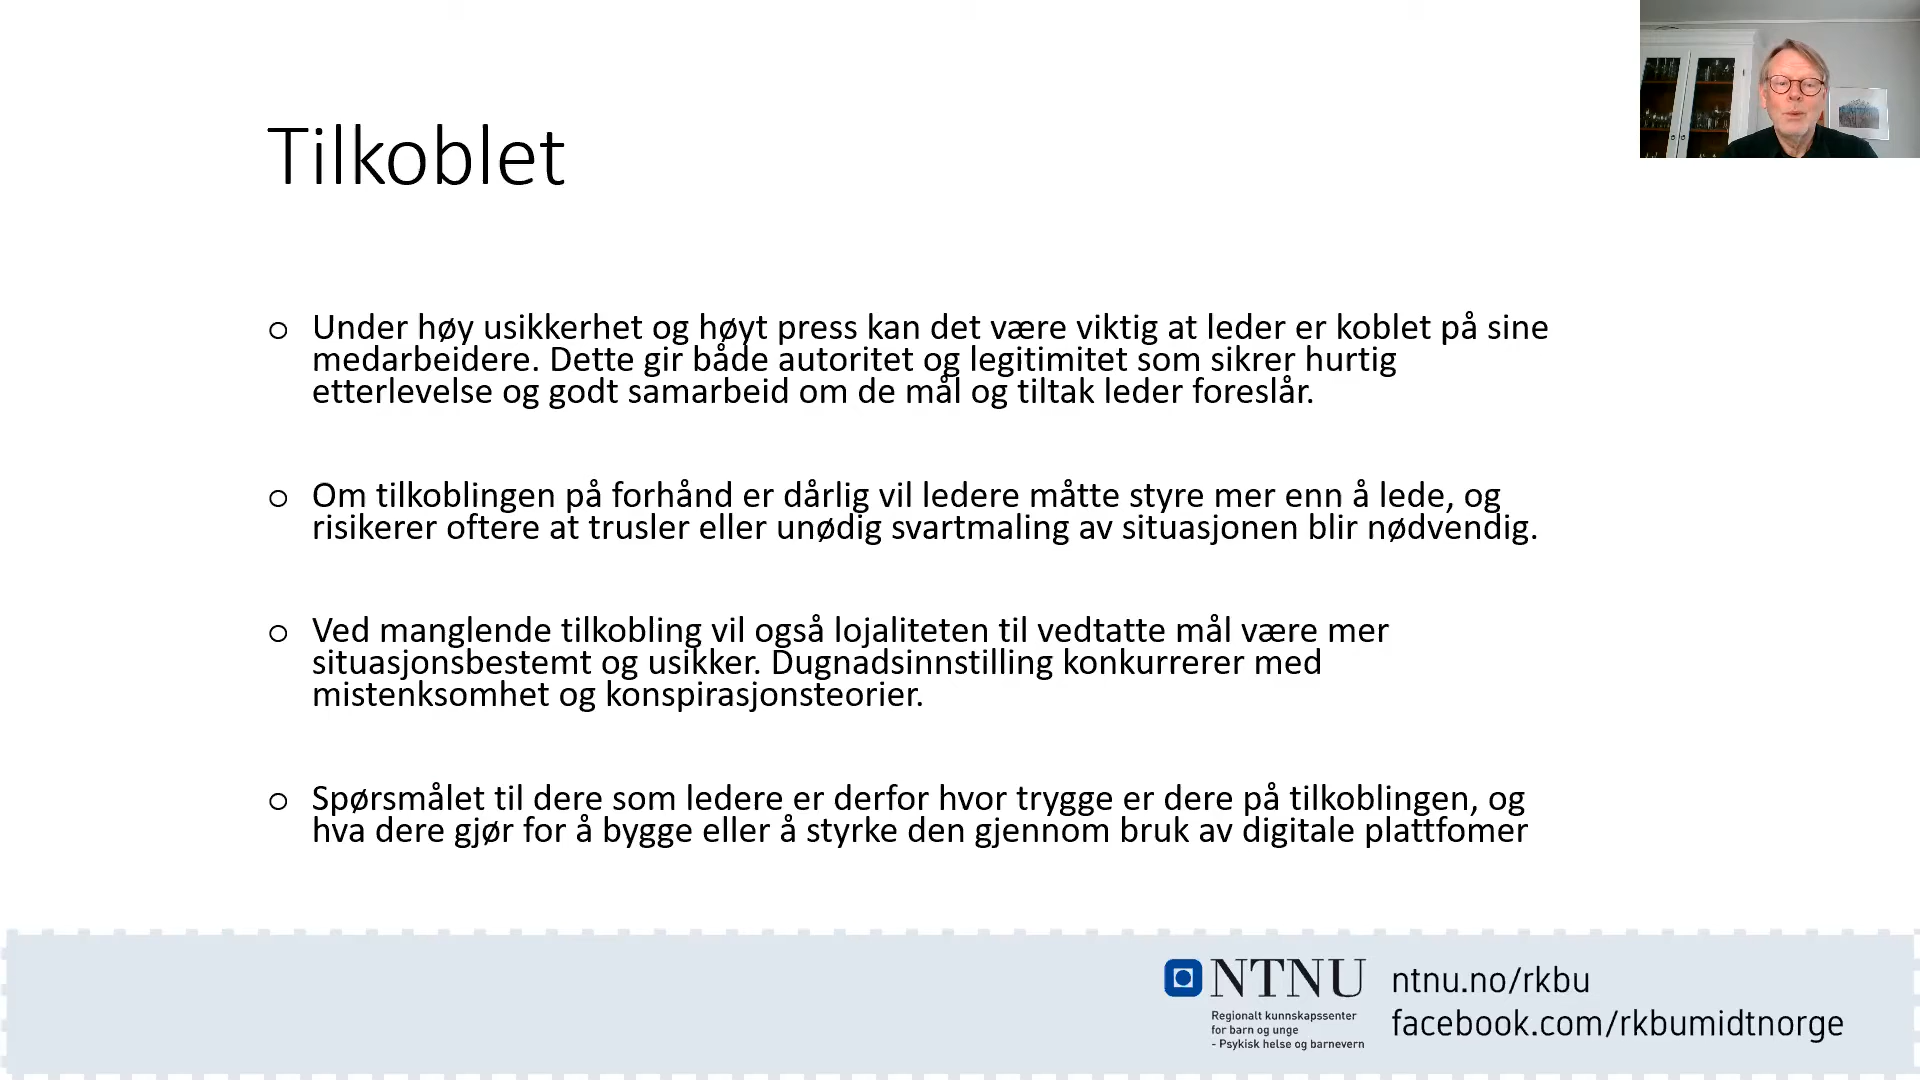 Tilkoblet
o Under høy usikkerhet og høyt press kan det være viktig at leder er koblet på sine
medarbeidere. Dette gir både autoritet og legitimitet som sikrer hurtig
etterlevelse og godt samarbeid om de mål og tiltak leder foreslår.
o Om tilkoblingen på forhånd er dårlig vil ledere måtte styre mer enn å lede, og
risikerer oftere at trusler eller unødig svartmaling av situasjonen blir nødvendig.
o Ved manglende tilkobling vil også lojaliteten til vedtatte mål være mer
situasjonsbestemt og usikker. Dugnadsinnstilling konkurrerer med
mistenksomhet og konspirasjonsteorier.
o Spørsmålet til dere som ledere er derfor hvor trygge er dere på tilkoblingen, og
hva dere gjør for å bygge eller å styrke den gjennom bruk av digitale plattfomer
NTNU
Regionalt kunnskapssenter
for barn og unge
- Psykisk helse og barnevern
ntnu.no/rkbu
facebook.com/rkbumidtnorge